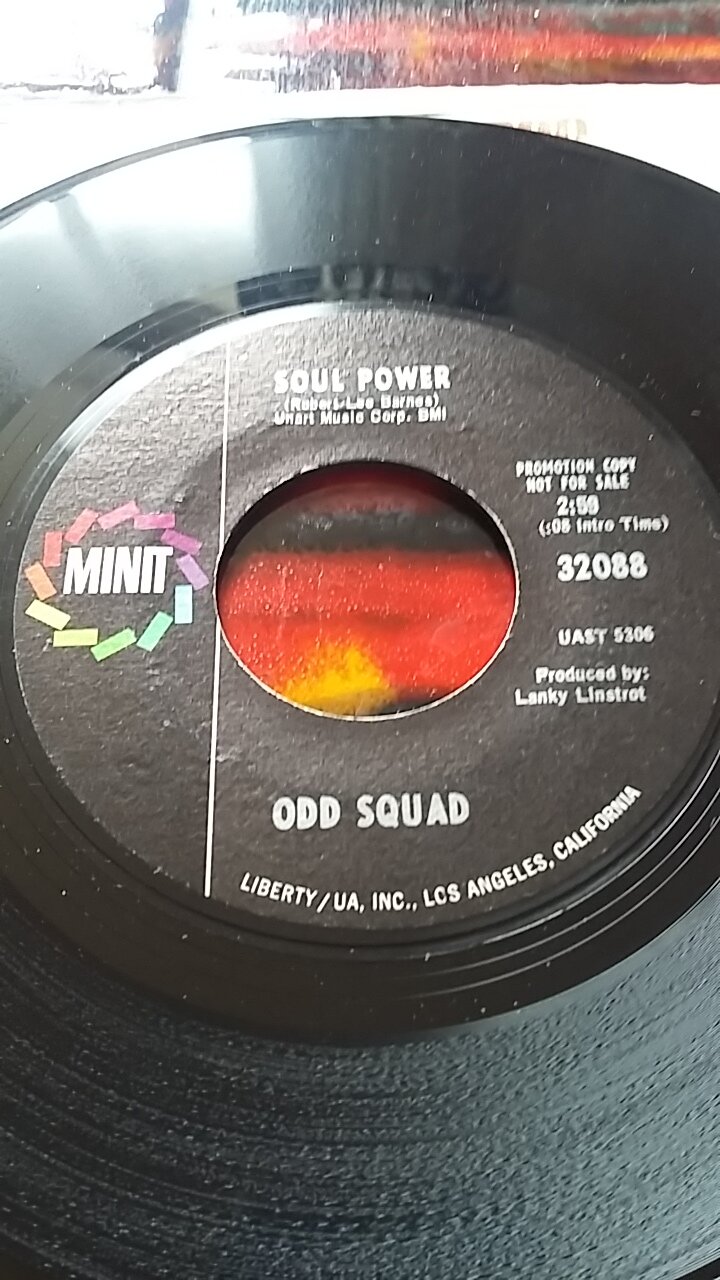 SOUL POWER
(Robert Lee Barnes)
Unart Music Corp. BMI
PROMOTION COPY
NOT FOR SALE
2:59
(:08 Intro Time)
MINIT
32088
UAST 5306
Produced by:
Lanky Linstrot
ODD SQUAD
LIBERTY/UA, INC., LOS ANGELES, CALIFORNIA